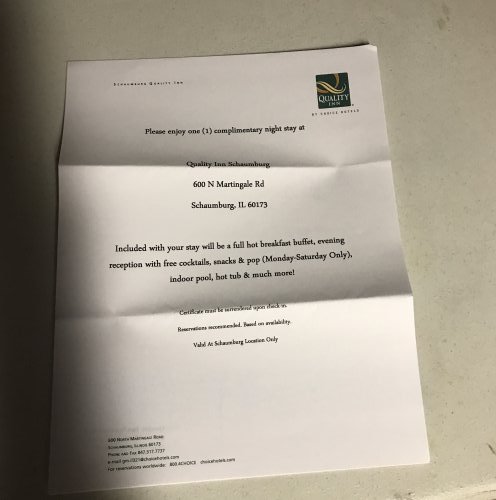 SCHAUMBURG QUALITY INN
QUALITY
INN
BY CHOICE HOTELS
Please enjoy one (1) complimentary night stay at
Quality Inn Schaumburg
600 N Martingale Rd
Schaumburg, IL 60173
Included with your stay will be a full hot breakfast buffet, evening
reception with free cocktails, snacks & pop (Monday-Saturday Only),
indoor pool, hot tub & much more!
Certificate must be surrendered upon check in.
Reservations recommended. Based on availability.
Valid At Schaumburg Location Only
600 NORTH MARTINGALE ROAD
SCHAUMBURG, ILLINOIS 60173
PHONE AND FAX 847.517.7737
e-mail
FOR RESERVATIONS WORLDWIDE: 800.4CHOICE choicehotels.com